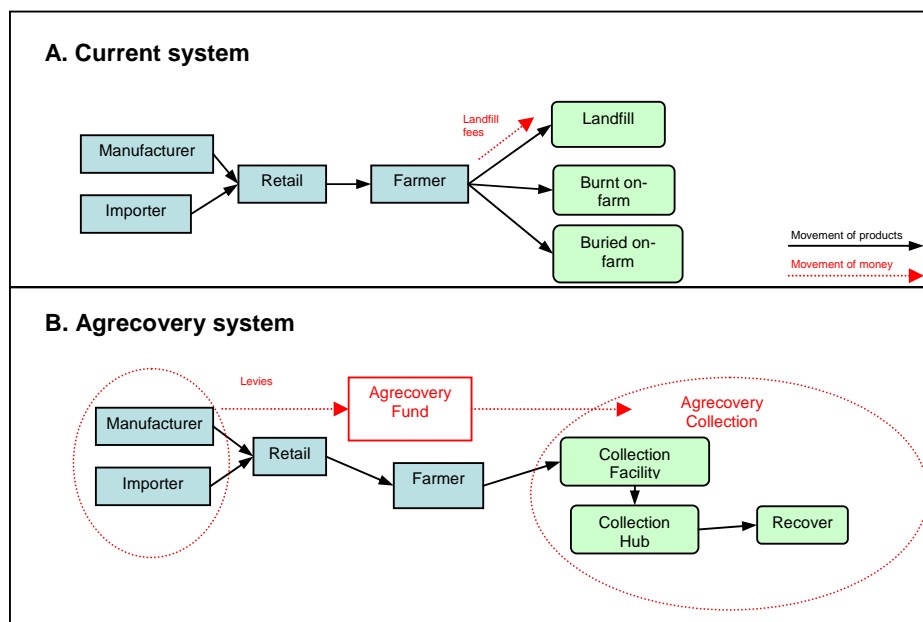 A. Current system
Landfill
fees
Landfill
Manufacturer
Retail
Farmer
Burnt on-
farm
Importer
Buried on-
farm
Movement of products
Movement of money
B. Agrecovery system
Levies
Agrecovery
Fund
Agrecovery
Collection
Manufacturer
Retail
Collection
Facility
Importer
Farmer
Collection
Hub
Recover